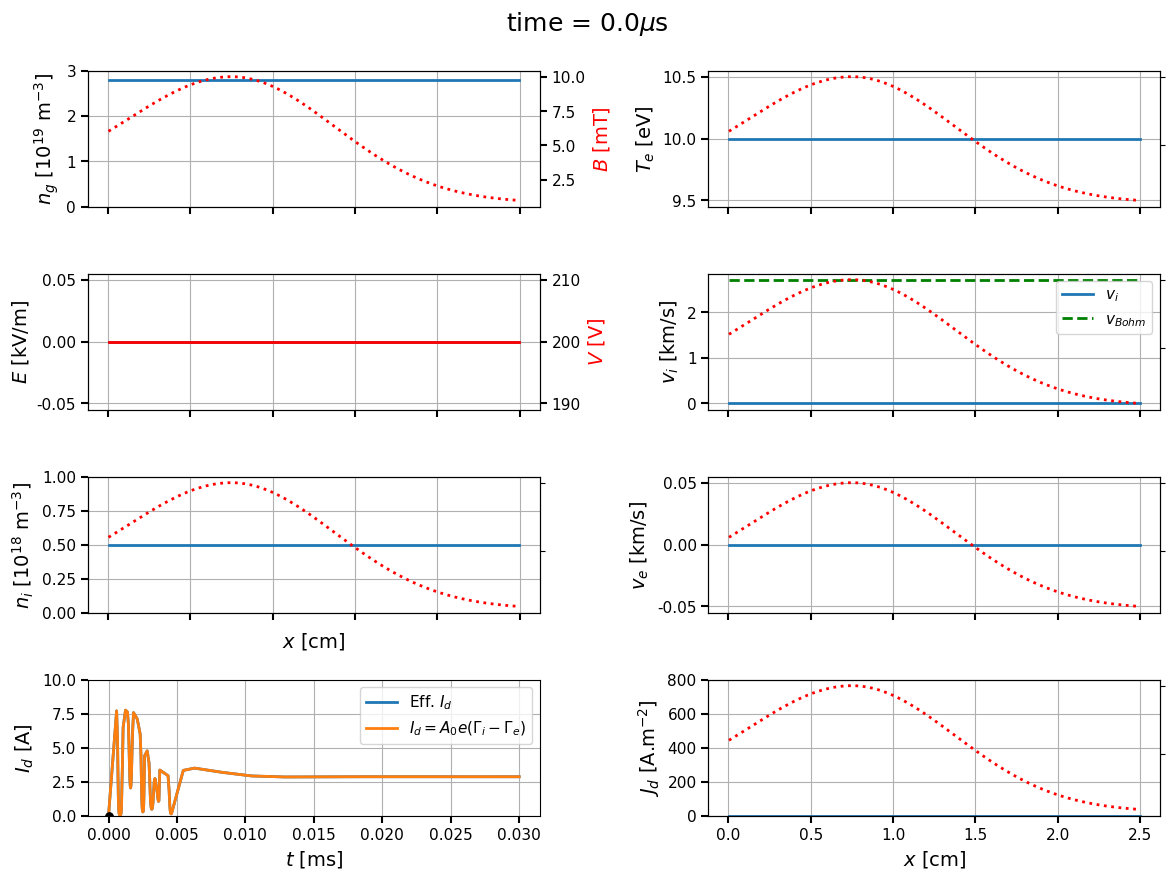 time = 0.0μs
n_g [10^19 m^−3]
3
2
1
0
10.0
7.5
5.0
2.5
B [mT]
T_e [eV]
10.5
10.0
9.5
E [kV/m]
0.05
0.00
-0.05
210
200
190
V [V]
v_i [km/s]
2
1
0
v_i
v_Bohm
n_i [10^18 m^−3]
1.00
0.75
0.50
0.25
0.00
x [cm]
v_e [km/s]
0.05
0.00
-0.05
I_d [A]
10.0
7.5
5.0
2.5
0.0
Eff. I_d
I_d = A_0e(Γ_i − Γ_e)
0.000 0.005 0.010 0.015 0.020 0.025 0.030
t [ms]
J_d [A.m^−2]
800
600
400
200
0
0.0 0.5 1.0 1.5 2.0 2.5
x [cm]